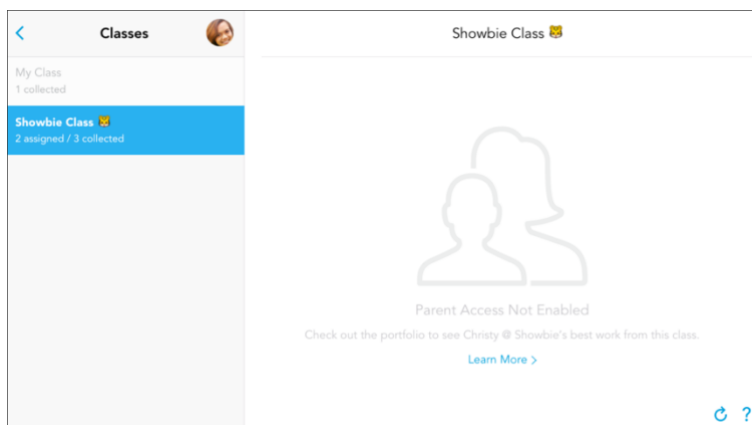 Classes
My Class
1 collected
Showbie Class 🐯
2 assigned / 3 collected
Showbie Class 🐯
Parent Access Not Enabled
Check out the portfolio to see Christy @ Showbie's best work from this class.
Learn More >
?